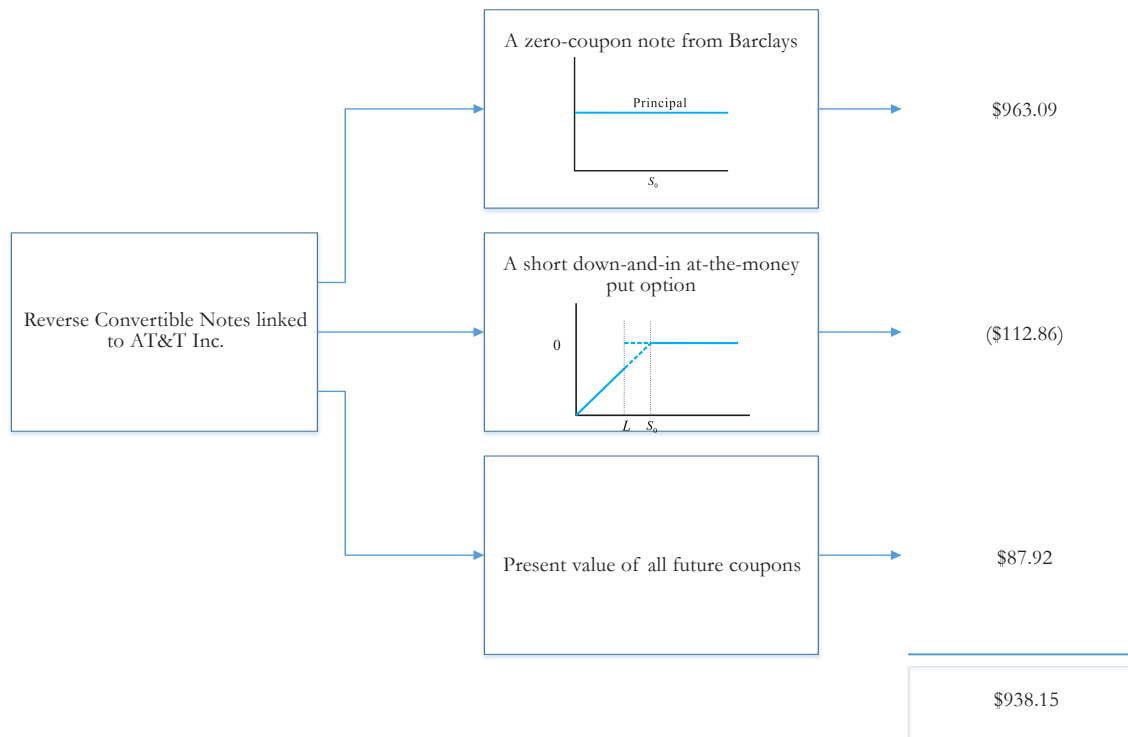 A zero-coupon note from Barclays
Principal
S₀
$963.09
Reverse Convertible Notes linked
to AT&T Inc.
A short down-and-in at-the-money
put option
0
L S₀
($112.86)
Present value of all future coupons
$87.92
$938.15